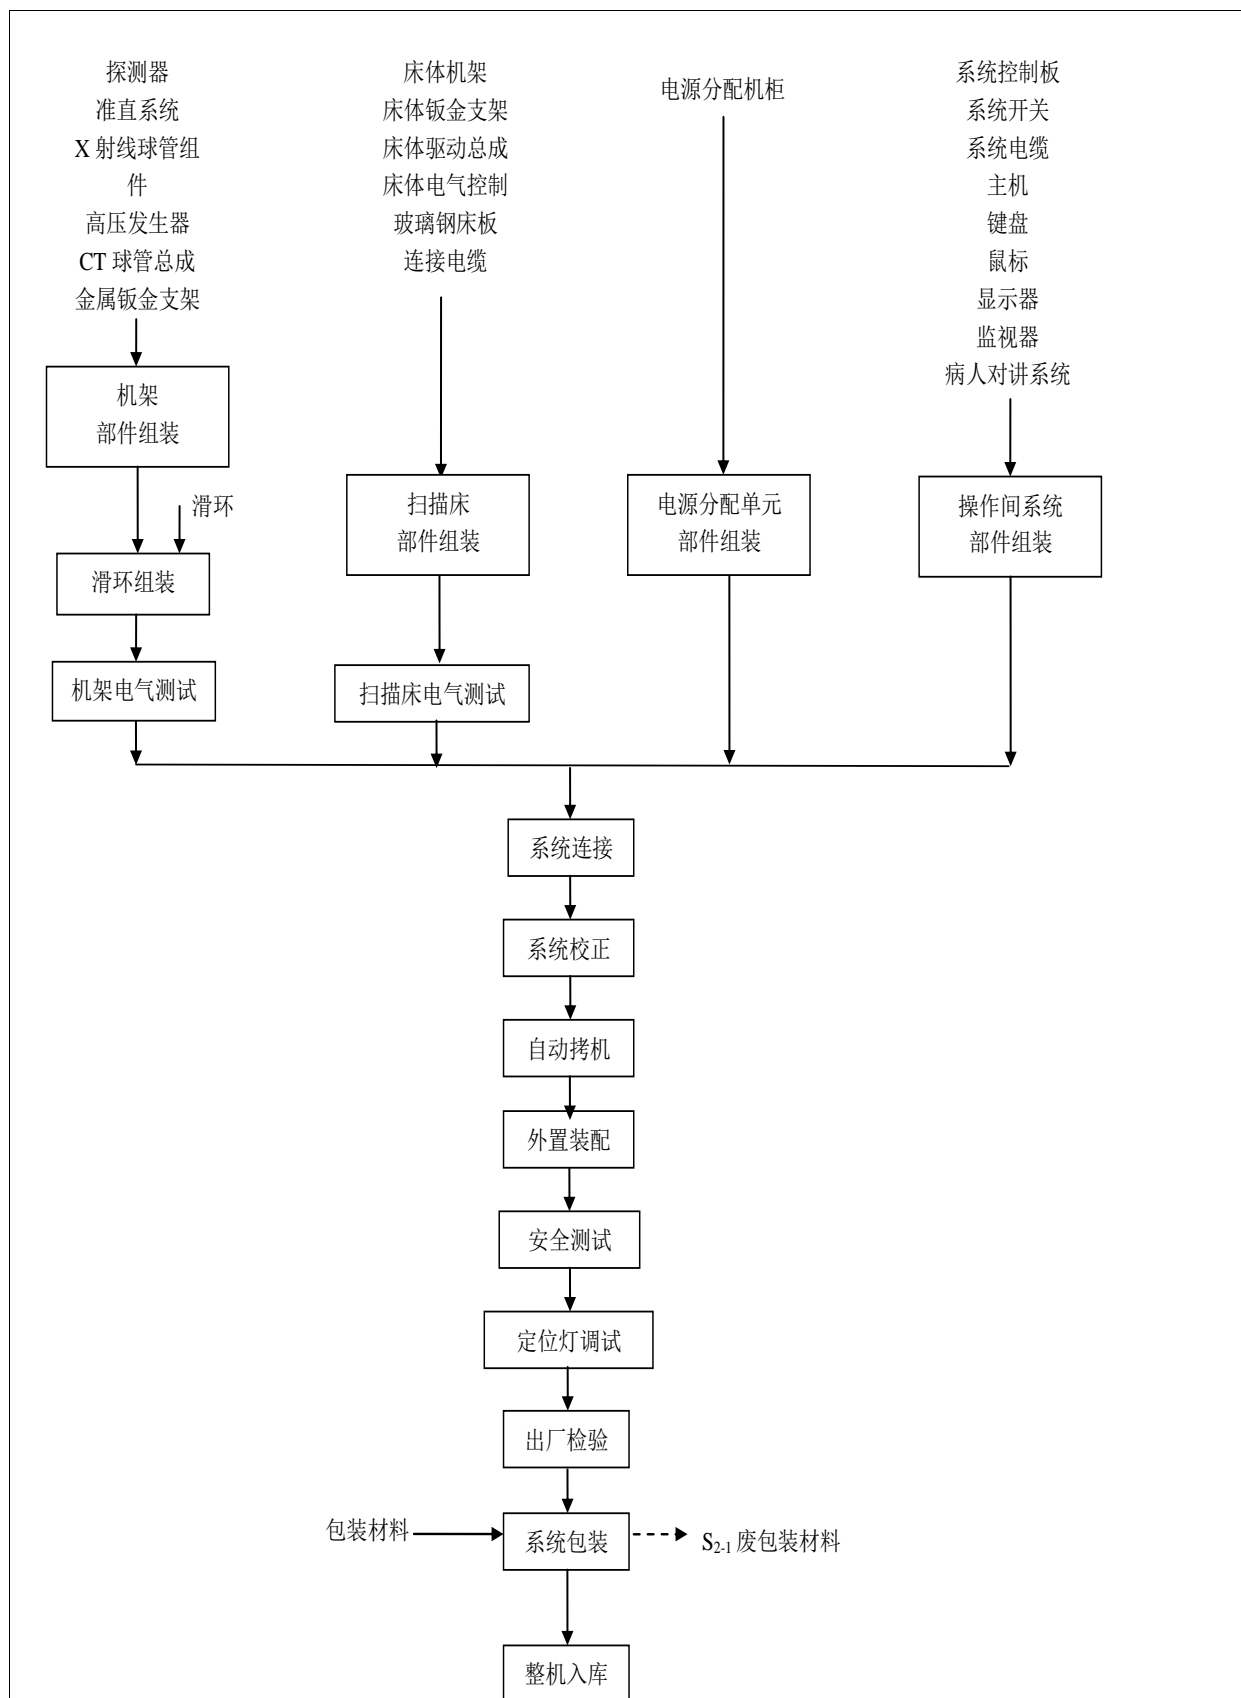 探测器
准直系统
X 射线球管组
件
高压发生器
CT 球管总成
金属钣金支架
机架
部件组装
滑环
滑环组装
机架电气测试
床体机架
床体钣金支架
床体驱动总成
床体电气控制
玻璃钢床板
连接电缆
扫描床
部件组装
扫描床电气测试
电源分配机柜
电源分配单元
部件组装
系统控制板
系统开关
系统电缆
主机
键盘
鼠标
显示器
监视器
病人对讲系统
操作间系统
部件组装
系统连接
系统校正
自动拷机
外置装配
安全测试
定位灯调试
出厂检验
包装材料
系统包装
S2-1 废包装材料
整机入库